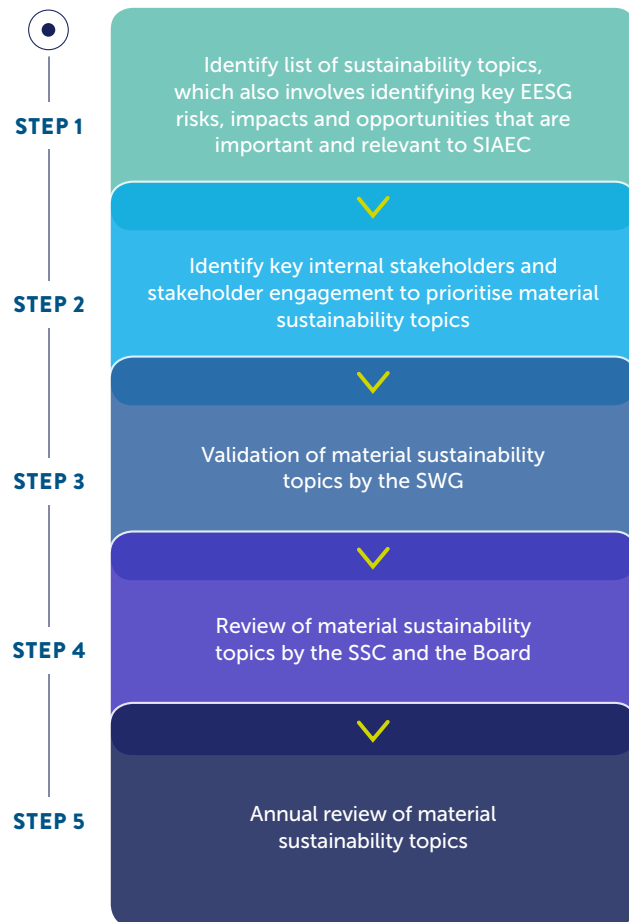 STEP 1
Identify list of sustainability topics,
which also involves identifying key EESG
risks, impacts and opportunities that are
important and relevant to SIAEC
STEP 2
Identify key internal stakeholders and
stakeholder engagement to prioritise material
sustainability topics
STEP 3
Validation of material sustainability
topics by the SWG
STEP 4
Review of material sustainability
topics by the SSC and the Board
STEP 5
Annual review of material
sustainability topics